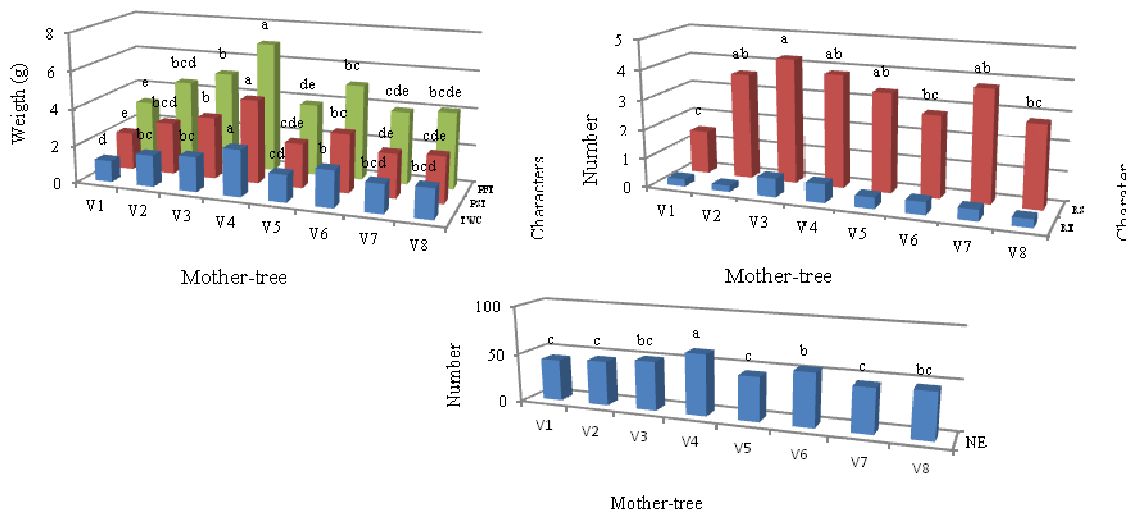 Weigth (g)
8
6
4
2
0
e bcd b a de bc cde bcde
e bcd b a cde bc de cde
d bc bc a cd b bcd bcd
V1 V2 V3 V4 V5 V6 V7 V8
TWC
Mother-tree
Characters
Number
5
4
3
2
1
0
c ab a ab ab bc ab bc
V1 V2 V3 V4 V5 V6 V7 V8
RS
Mother-tree
Charater
Number
100
50
0
c c bc a c b c bc
V1 V2 V3 V4 V5 V6 V7 V8
NE
Mother-tree